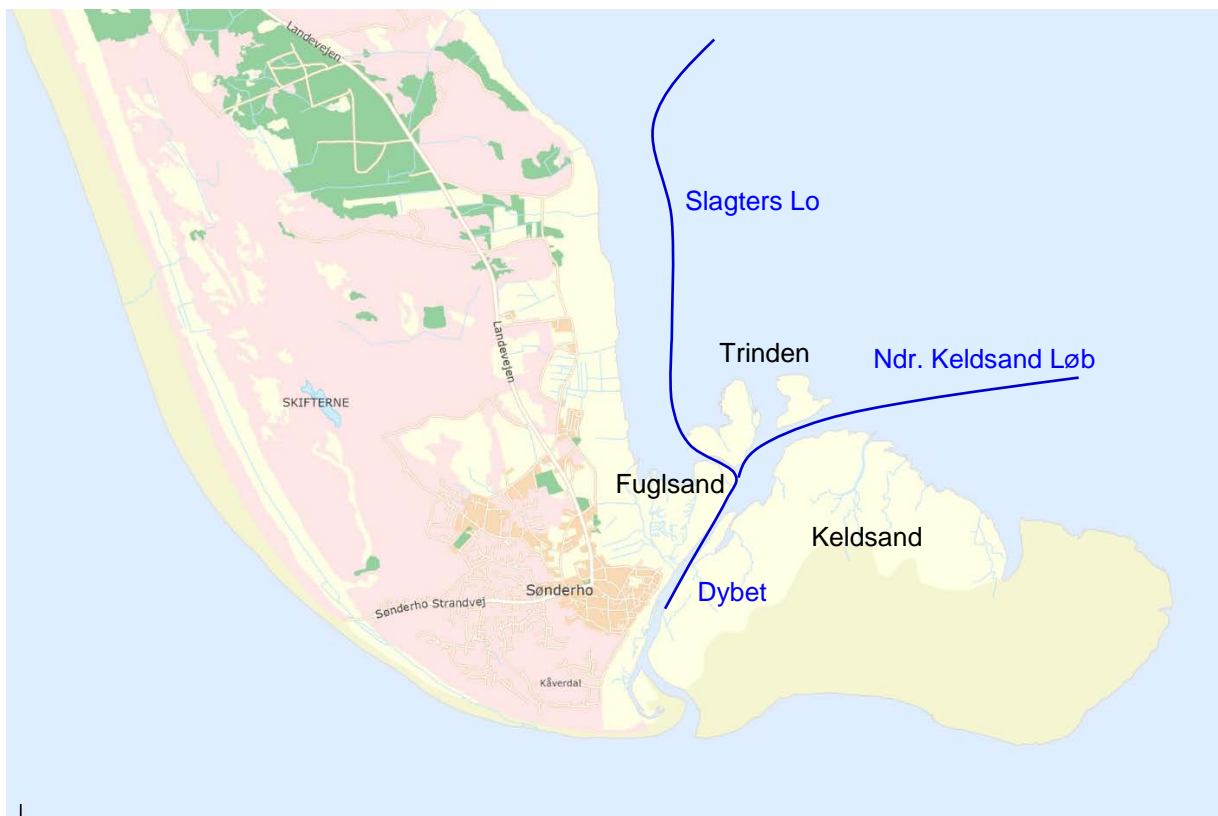 Landevejen
Slagters Lo
Landevejen
Trinden
Ndr. Keldsand Løb
SKIFTERNE
Fuglsand
Keldsand
Sønderho
Dybet
Sønderho Strandvej
Kåverdal